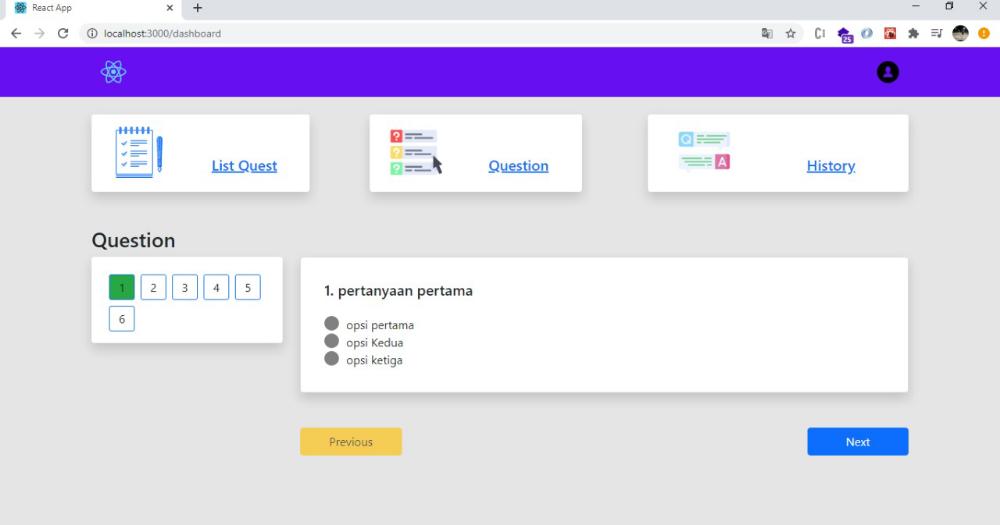 React App
localhost:3000/dashboard
25
List Quest
Question
History
Q
A
Question
1 2 3 4 5
6
1. pertanyaan pertama
opsi pertama
opsi Kedua
opsi ketiga
Previous
Next